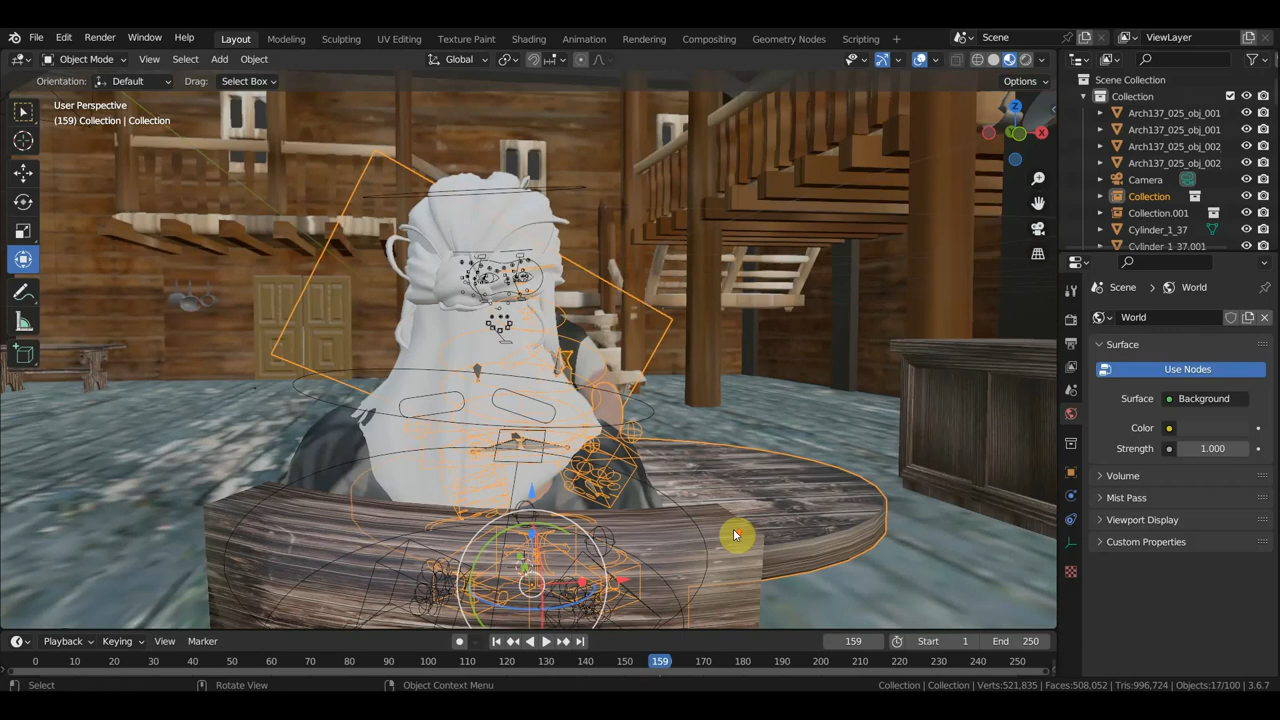 File Edit Render Window Help Layout Modeling Sculpting UV Editing Texture Paint Shading Animation Rendering Compositing Geometry Nodes Scripting + Scene ViewLayer
Object Mode View Select Add Object Global Options
Orientation: Default Drag: Select Box
User Perspective
(159) Collection | Collection
Z
X
Y
Scene Collection
Collection
Arch137_025_obj_001
Arch137_025_obj_001
Arch137_025_obj_002
Arch137_025_obj_002
Camera
Collection
Collection.001
Cylinder_1_37
Cylinder_1_37.001
Scene > World
World
Surface
Use Nodes
Surface Background
Color
Strength 1.000
Volume
Mist Pass
Viewport Display
Custom Properties
Playback Keying View Marker 159 Start 1 End 250
0 10 20 30 40 50 60 70 80 90 100 110 120 130 140 150 159 170 180 190 200 210 220 230 240 250
Select Rotate View Object Context Menu Collection | Collection | Verts:521,835 | Faces:508,052 | Tris:996,724 | Objects:17/100 | 3.6.7